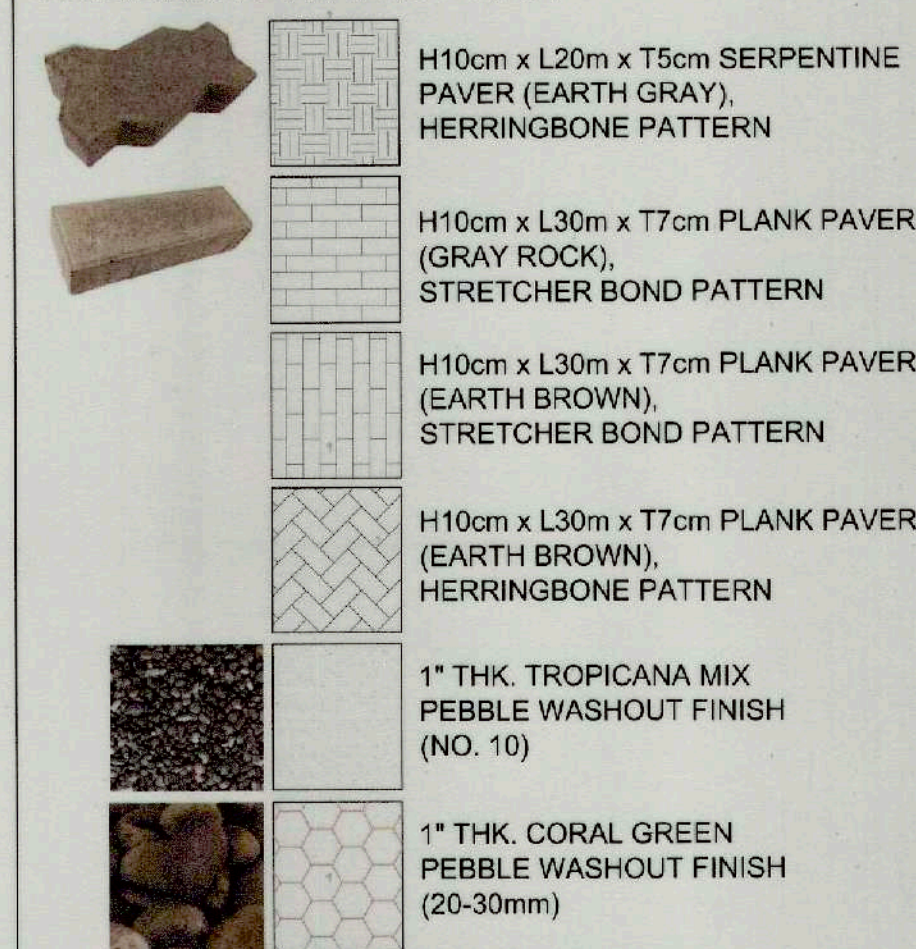 H10cm x L20m x T5cm SERPENTINE
PAVER (EARTH GRAY),
HERRINGBONE PATTERN
H10cm x L30m x T7cm PLANK PAVER
(GRAY ROCK),
STRETCHER BOND PATTERN
H10cm x L30m x T7cm PLANK PAVER
(EARTH BROWN),
STRETCHER BOND PATTERN
H10cm x L30m x T7cm PLANK PAVER
(EARTH BROWN),
HERRINGBONE PATTERN
1" THK. TROPICANA MIX
PEBBLE WASHOUT FINISH
(NO. 10)
1" THK. CORAL GREEN
PEBBLE WASHOUT FINISH
(20-30mm)